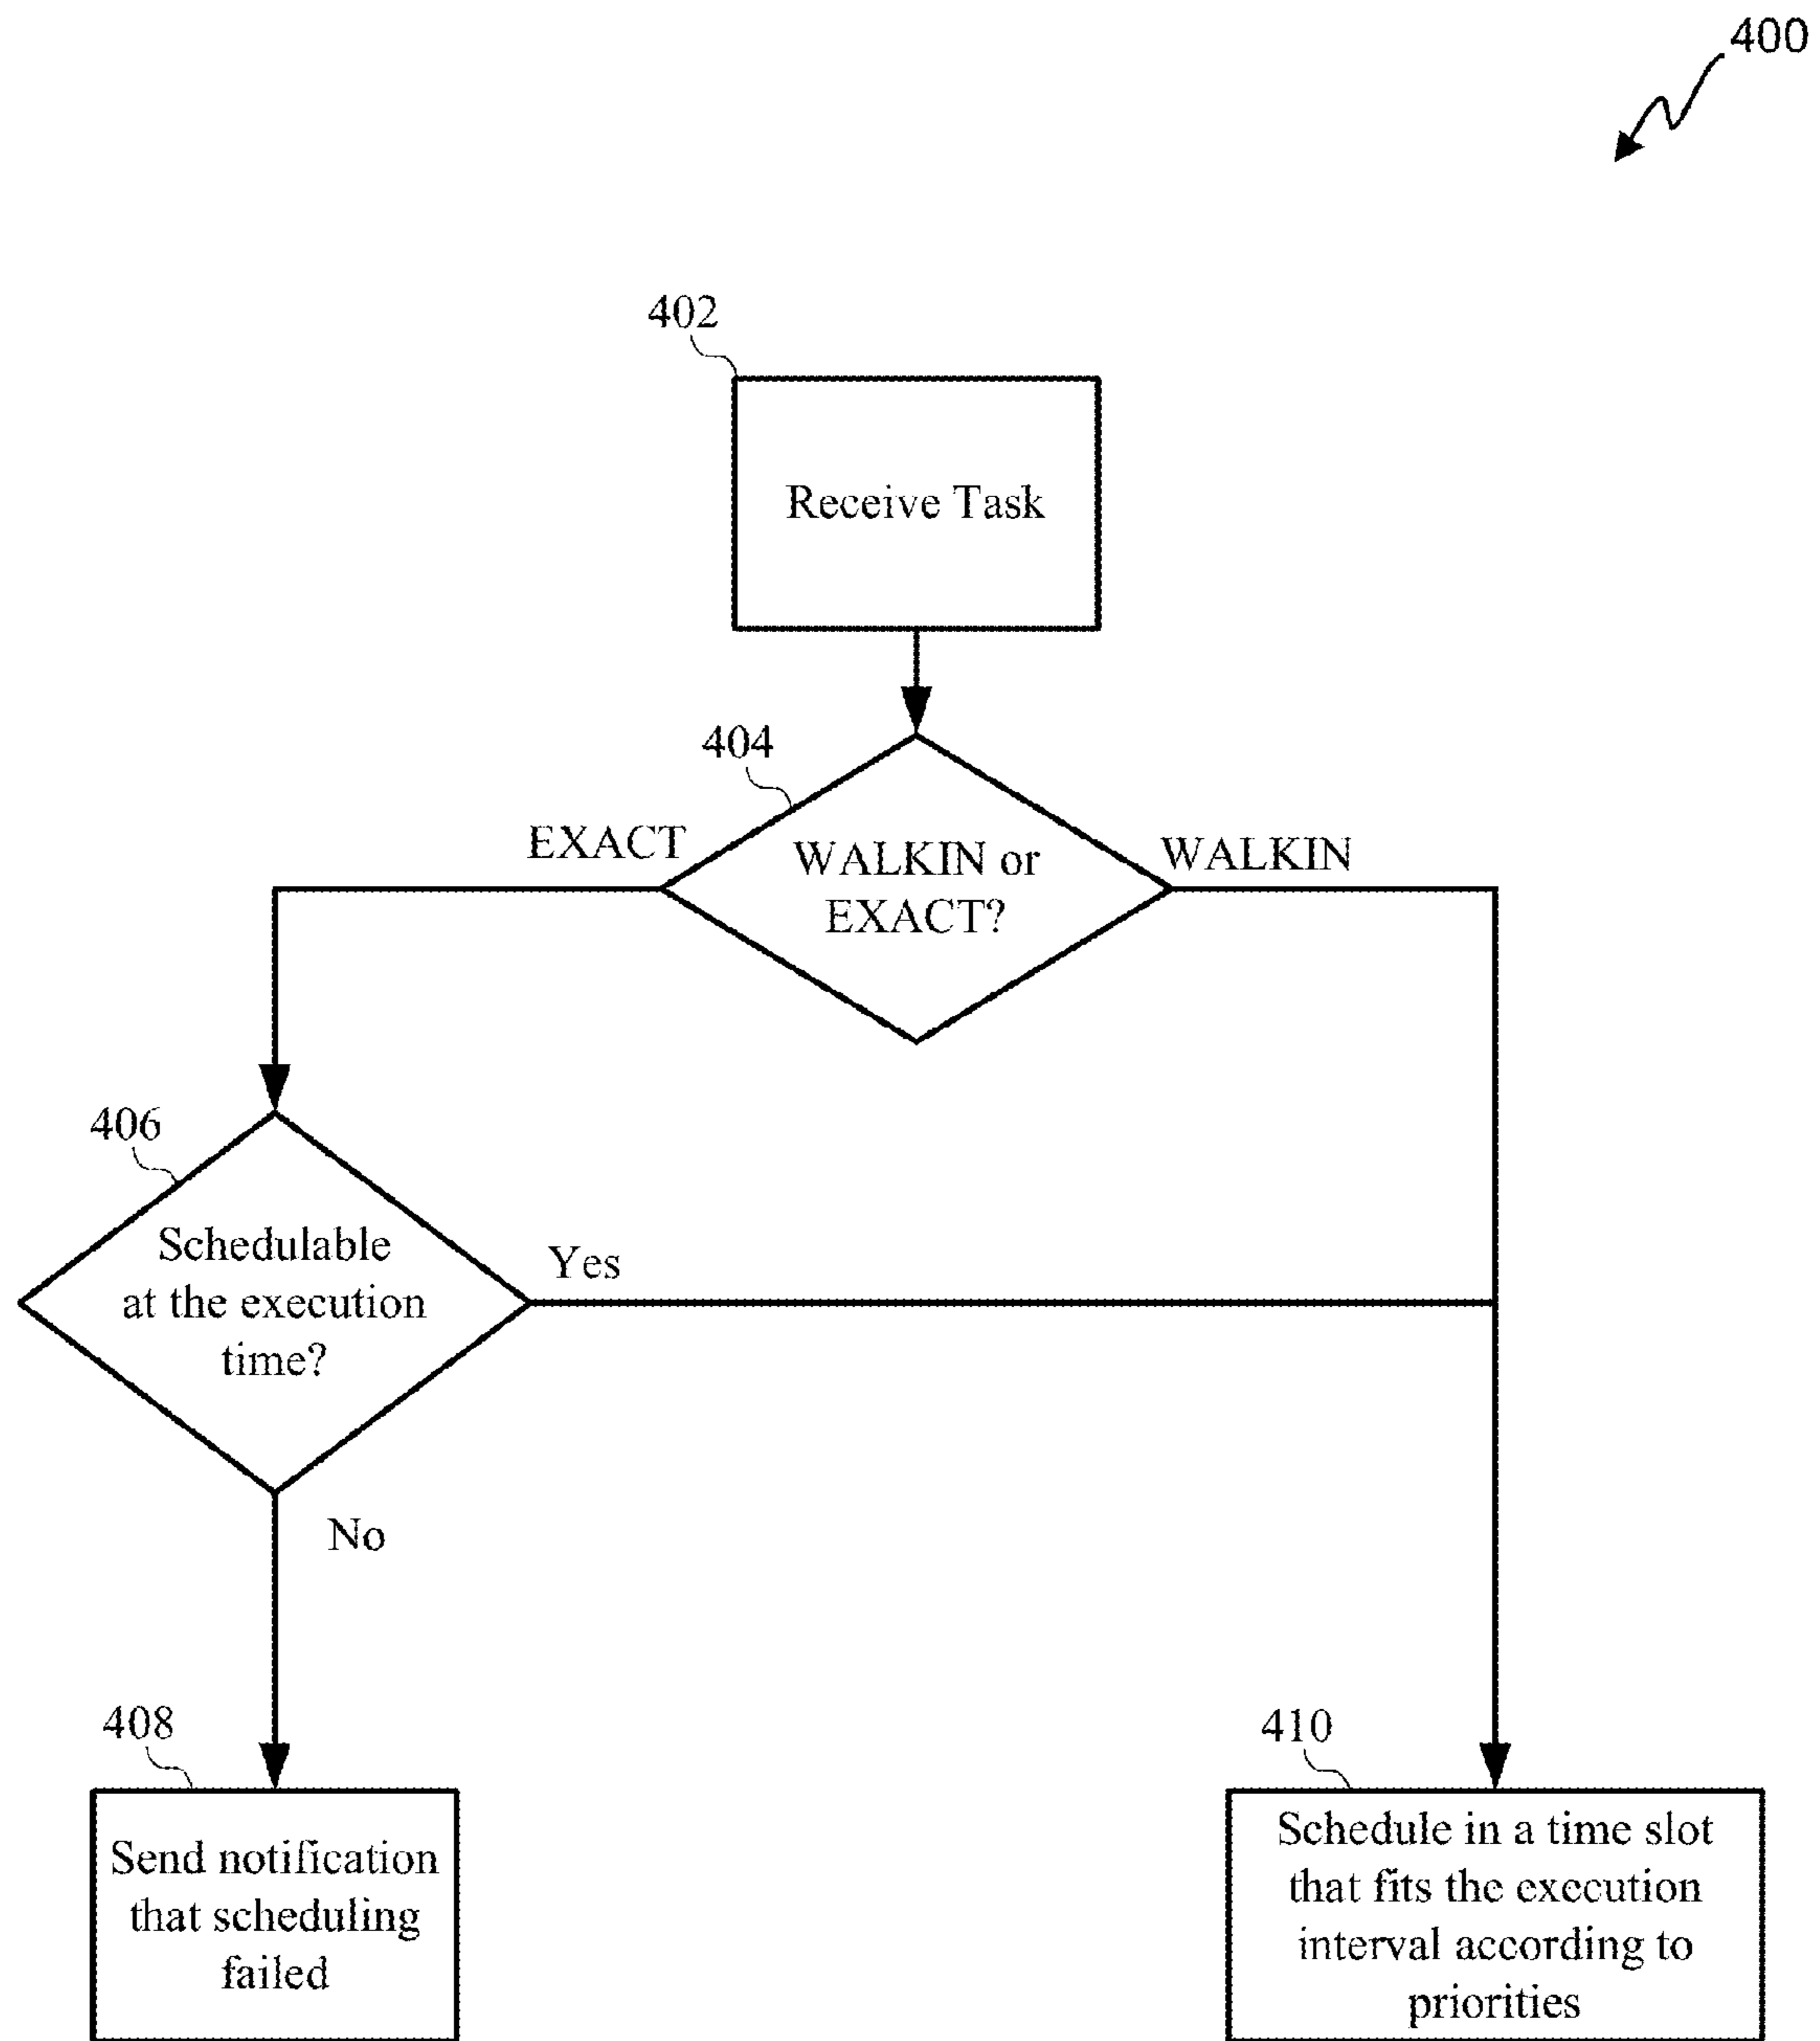 400
402
Receive Task
404
EXACT
WALKIN or
EXACT?
WALKIN
406
Schedulable
at the execution
time?
Yes
No
408
Send notification
that scheduling
failed
410
Schedule in a time slot
that fits the execution
interval according to
priorities